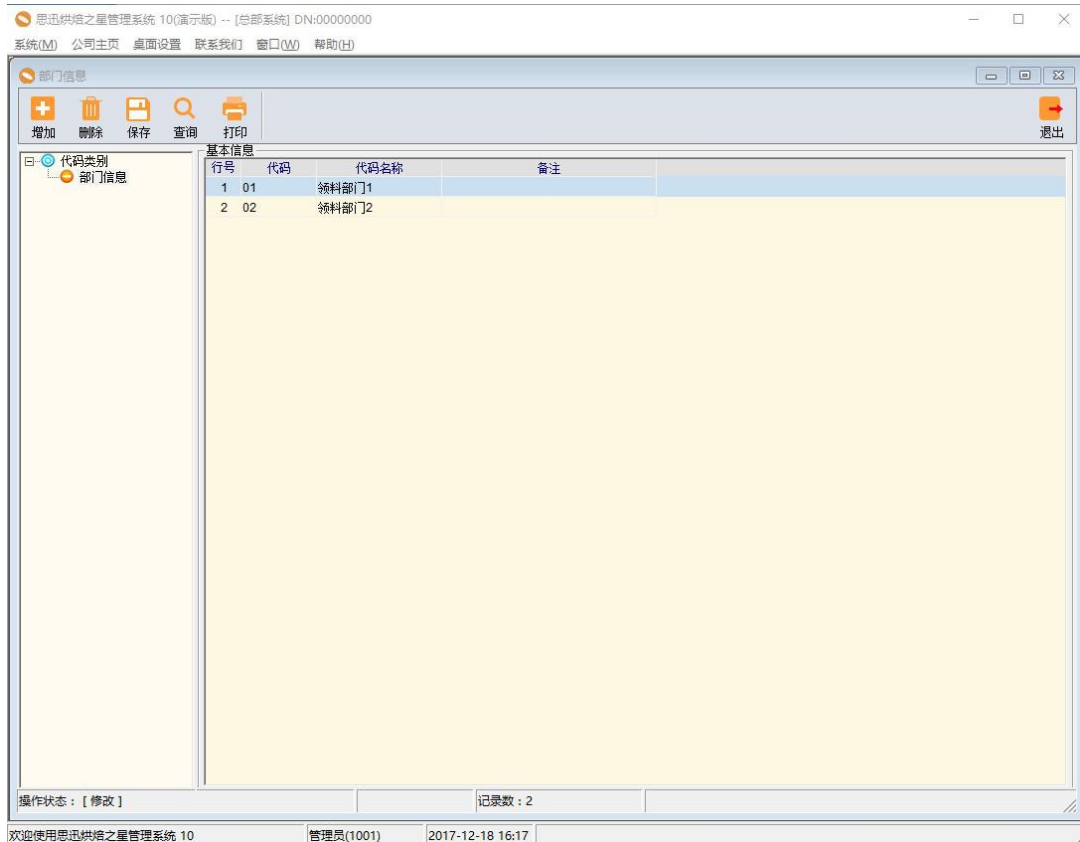 思迅烘焙之星管理系统 10(演示版) -- [总部系统] DN:00000000
系统(M) 公司主页 桌面设置 联系我们 窗口(W) 帮助(H)
部门信息
增加 删除 保存 查询 打印 退出
代码类别
部门信息
基本信息
行号 代码 代码名称 备注
1 01 领料部门1
2 02 领料部门2
操作状态：[ 修改 ] 记录数：2
欢迎使用思迅烘焙之星管理系统 10 管理员(1001) 2017-12-18 16:17